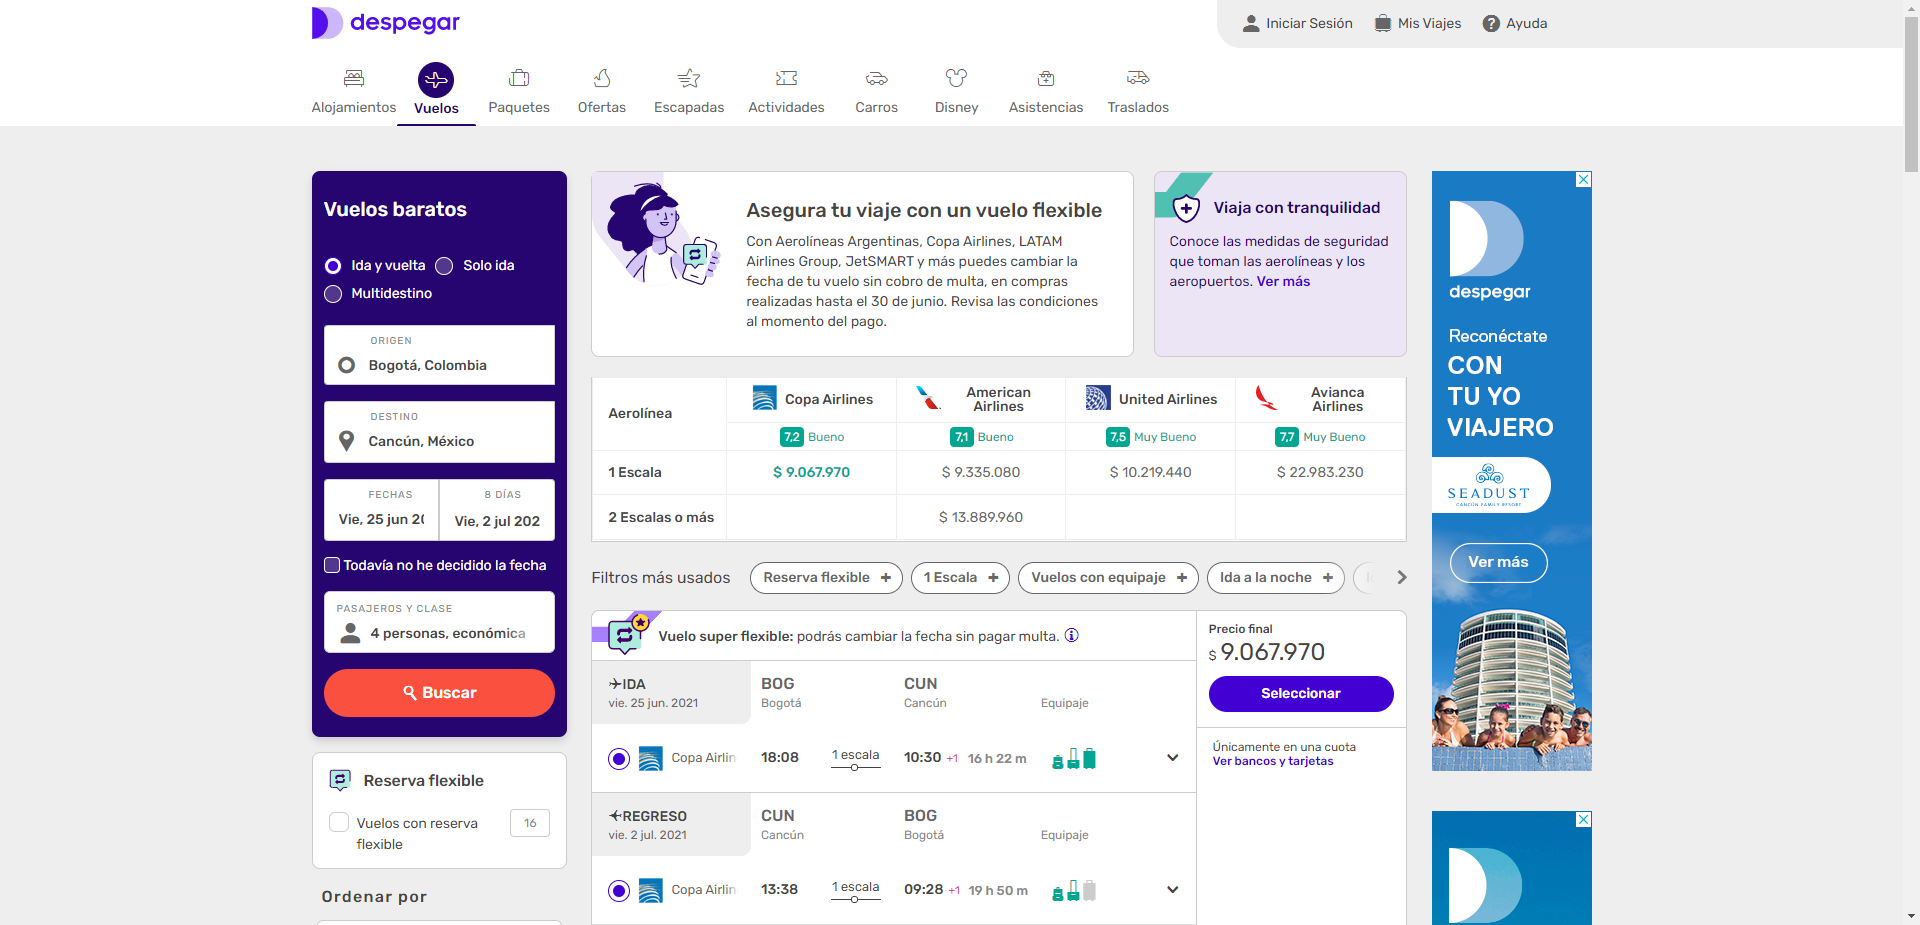 despegar
Iniciar Sesión
Mis Viajes
Ayuda
Alojamientos
Vuelos
Paquetes
Ofertas
Escapadas
Actividades
Carros
Disney
Asistencias
Traslados
Vuelos baratos
Ida y vuelta
Solo ida
Multidestino
ORIGEN
Bogotá, Colombia
DESTINO
Cancún, México
FECHAS
8 DÍAS
Vie, 25 jun
Vie, 2 jul 202
Todavía no he decidido la fecha
PASAJEROS Y CLASE
4 personas, económica
Buscar
Reserva flexible
Vuelos con reserva
flexible
16
Ordenar por
Asegura tu viaje con un vuelo flexible
Con Aerolíneas Argentinas, Copa Airlines, LATAM
Airlines Group, JetSMART y más puedes cambiar la
fecha de tu vuelo sin cobro de multa, en compras
realizadas hasta el 30 de junio. Revisa las condiciones
al momento del pago.
Viaja con tranquilidad
Conoce las medidas de seguridad
que toman las aerolíneas y los
aeropuertos. Ver más
Aerolínea
Copa Airlines
American
Airlines
United Airlines
Avianca
Airlines
7,2 Bueno
7,1 Bueno
7,5 Muy Bueno
7,7 Muy Bueno
1 Escala
$ 9.067.970
$ 9.335.080
$ 10.219.440
$ 22.983.230
2 Escalas o más
$ 13.889.960
Filtros más usados
Reserva flexible +
1 Escala +
Vuelos con equipaje +
Ida a la noche +
Vuelo super flexible: podrás cambiar la fecha sin pagar multa.
IDA
vie. 25 jun. 2021
BOG
Bogotá
CUN
Cancún
Equipaje
Copa Airlin
18:08
1 escala
10:30 +1
16 h 22 m
REGRESO
vie. 2 jul. 2021
CUN
Cancún
BOG
Bogotá
Equipaje
Copa Airlin
13:38
1 escala
09:28 +1
19 h 50 m
Precio final
$ 9.067.970
Seleccionar
Únicamente en una cuota
Ver bancos y tarjetas
despegar
Reconéctate
CON
TU YO
VIAJERO
SEADUST
CANCÚN FAMILY RESORT
Ver más